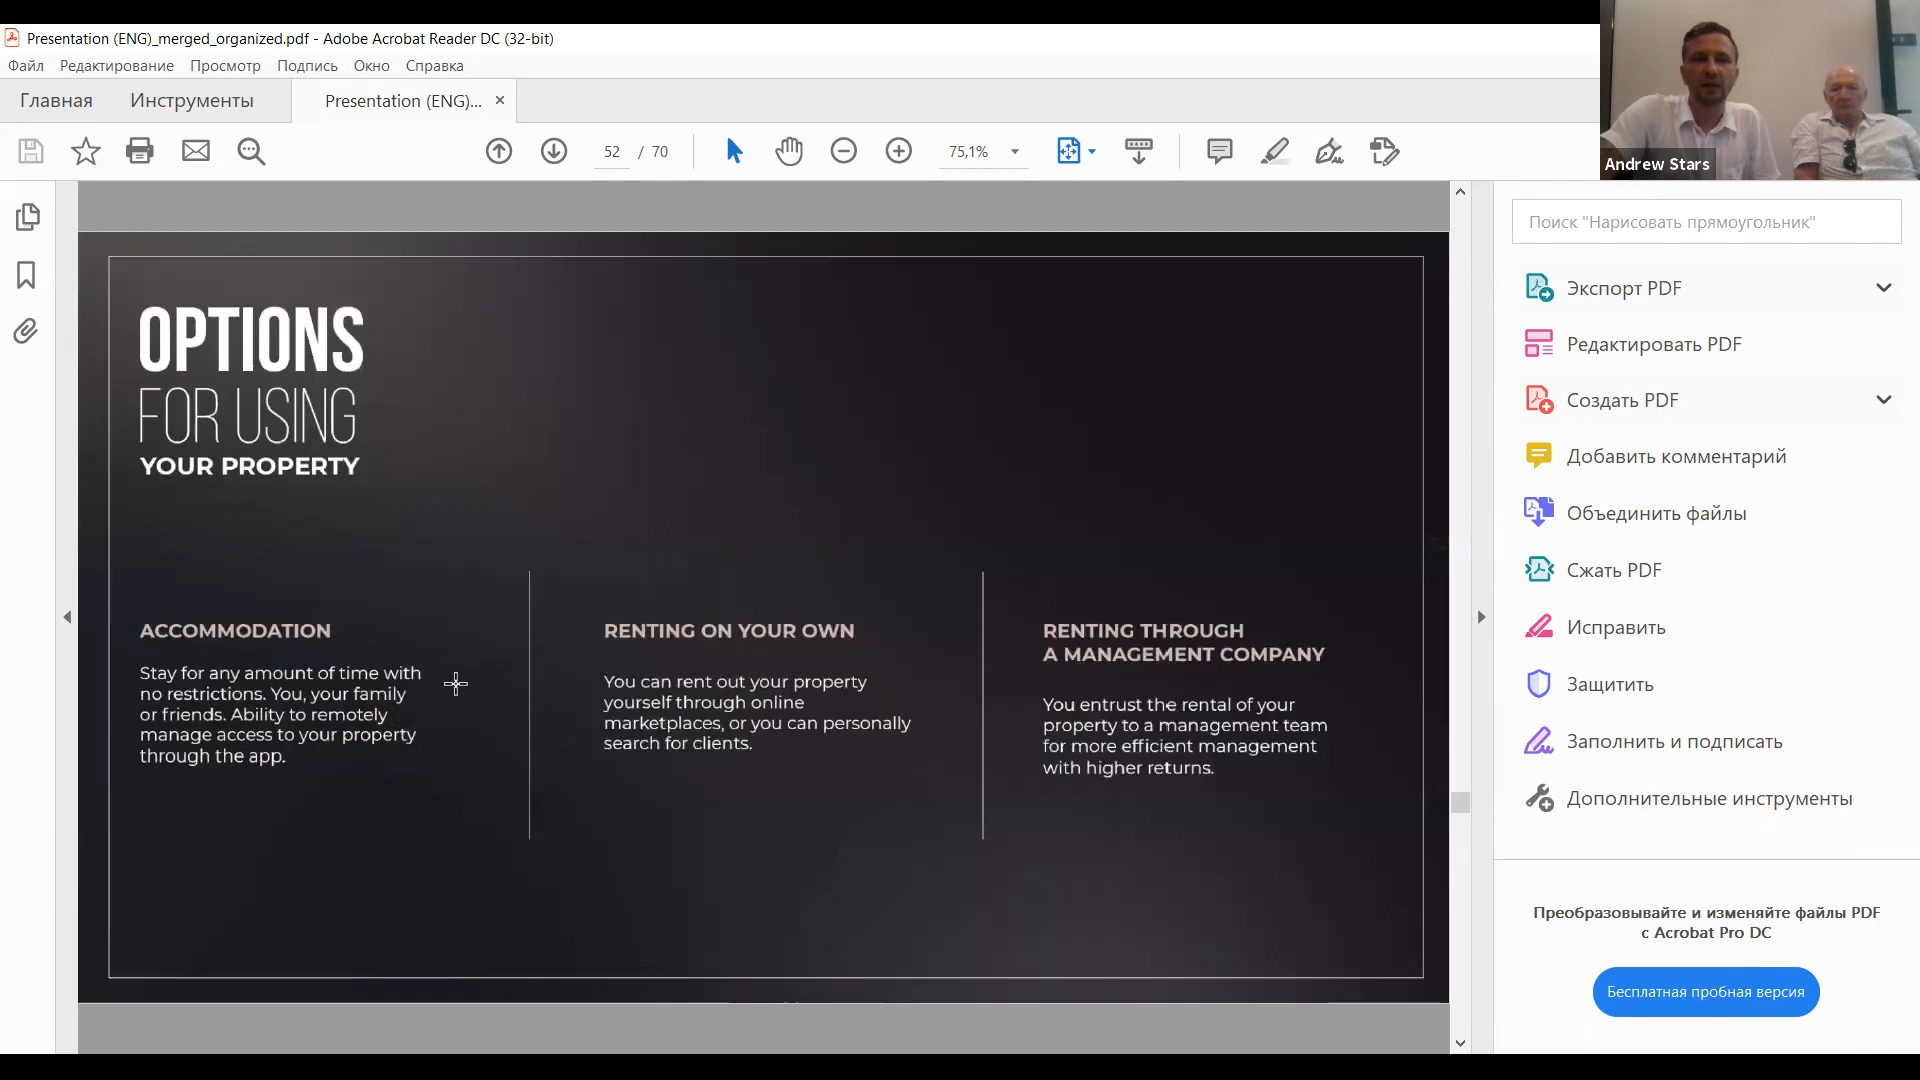 Presentation (ENG)_merged_organized.pdf - Adobe Acrobat Reader DC (32-bit)
Файл Редактирование Просмотр Подпись Окно Справка
Главная Инструменты Presentation (ENG)... ×
52 / 70 75,1%
Andrew Stars
OPTIONS
FOR USING
YOUR PROPERTY
ACCOMMODATION
Stay for any amount of time with
no restrictions. You, your family
or friends. Ability to remotely
manage access to your property
through the app.
RENTING ON YOUR OWN
You can rent out your property
yourself through online
marketplaces, or you can personally
search for clients.
RENTING THROUGH
A MANAGEMENT COMPANY
You entrust the rental of your
property to a management team
for more efficient management
with higher returns.
Поиск "Нарисовать прямоугольник"
Экспорт PDF
Редактировать PDF
Создать PDF
Добавить комментарий
Объединить файлы
Сжать PDF
Исправить
Защитить
Заполнить и подписать
Дополнительные инструменты
Преобразовывайте и изменяйте файлы PDF
с Acrobat Pro DC
Бесплатная пробная версия